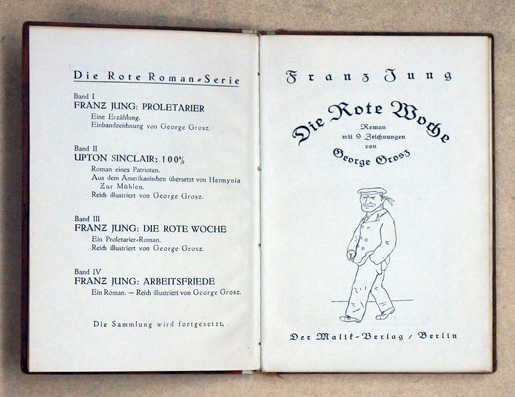 Die Rote Roman=Serie
Band I
FRANZ JUNG: PROLETARIER
Eine Erzählung.
Einbandzeichnung von George Grosz.
Band II
UPTON SINCLAIR: 100%
Roman eines Patrioten.
Aus dem Amerikanischen übersetzt von Hermynia
Zur Mühlen.
Reich illustriert von George Grosz.
Band III
FRANZ JUNG: DIE ROTE WOCHE
Ein Proletarier-Roman.
Reich illustriert von George Grosz.
Band IV
FRANZ JUNG: ARBEITSFRIEDE
Ein Roman. — Reich illustriert von George Grosz.
Die Sammlung wird fortgesetzt.
Franz Jung
Die Rote Woche
Roman
mit 9 Zeichnungen
von
George Grosz
Der Malik-Verlag / Berlin